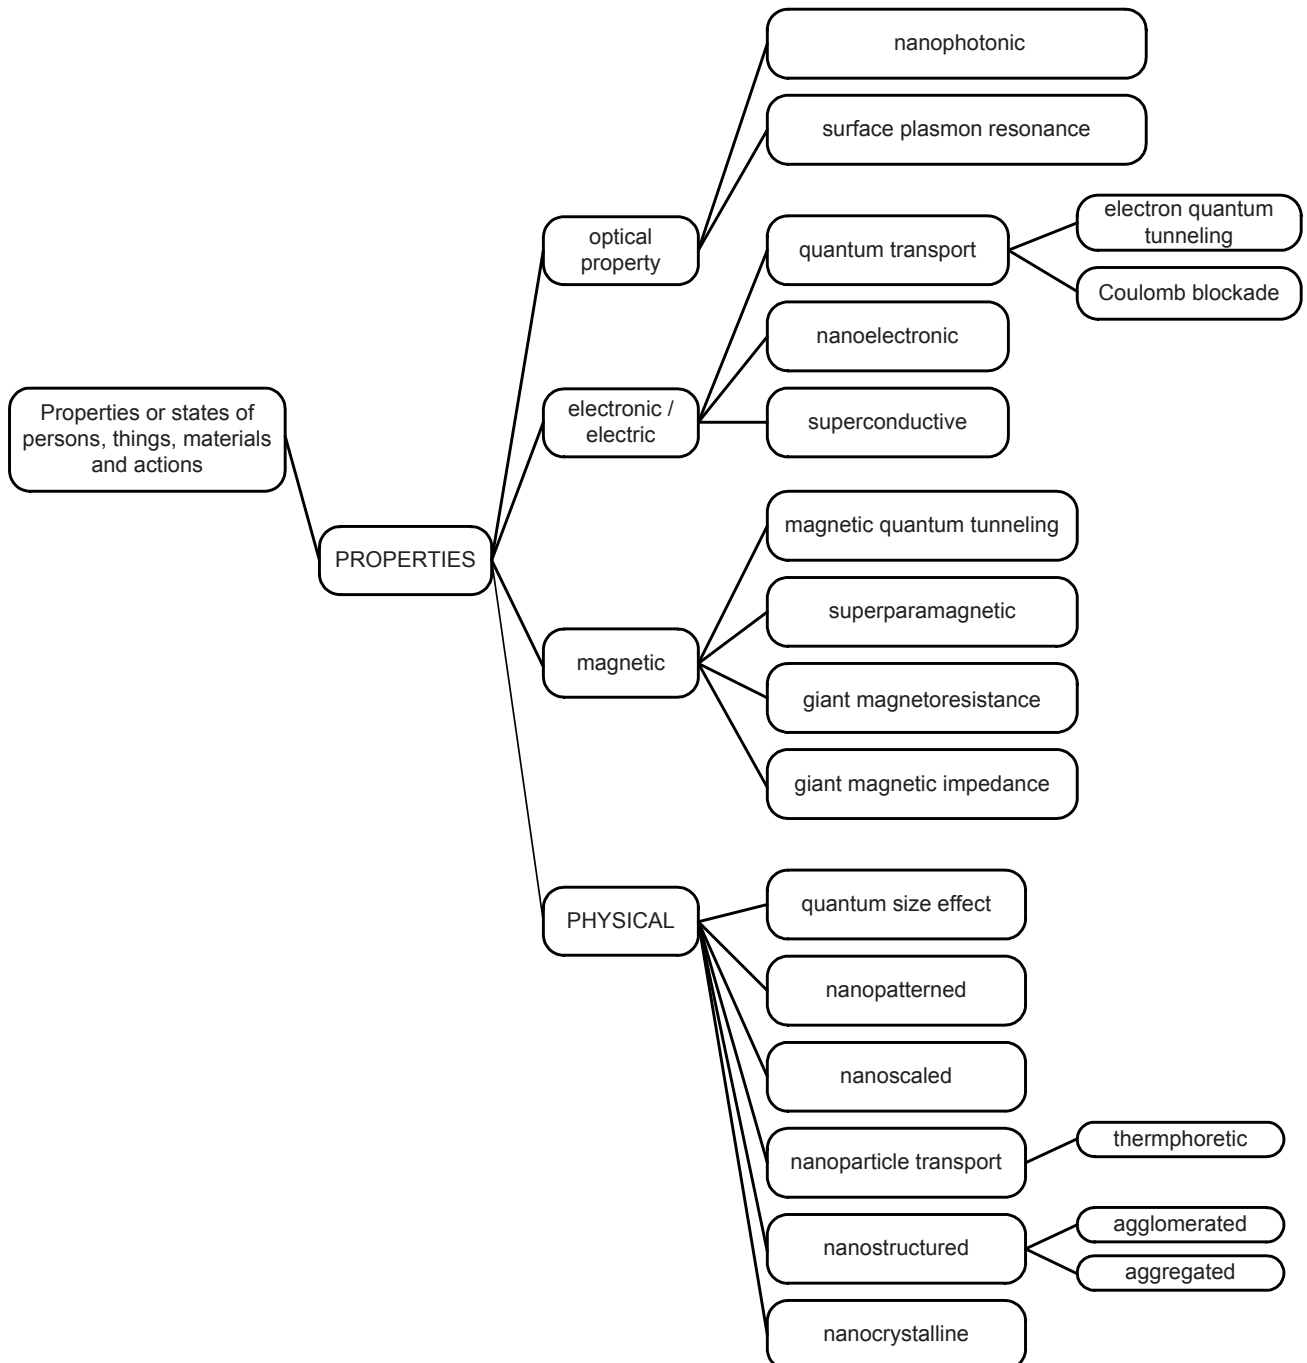 nanophotonic
surface plasmon resonance
optical
property
quantum transport
electron quantum
tunneling
Coulomb blockade
nanoelectronic
Properties or states of
persons, things, materials
and actions
electronic /
electric
superconductive
PROPERTIES
magnetic quantum tunneling
superparamagnetic
magnetic
giant magnetoresistance
giant magnetic impedance
PHYSICAL
quantum size effect
nanopatterned
nanoscaled
nanoparticle transport
thermphoretic
nanostructured
agglomerated
aggregated
nanocrystalline